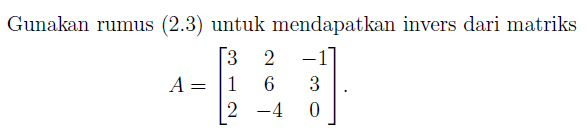 Gunakan rumus (2.3) untuk mendapatkan invers dari matriks
A = [3 2 −1
1 6 3
2 −4 0].